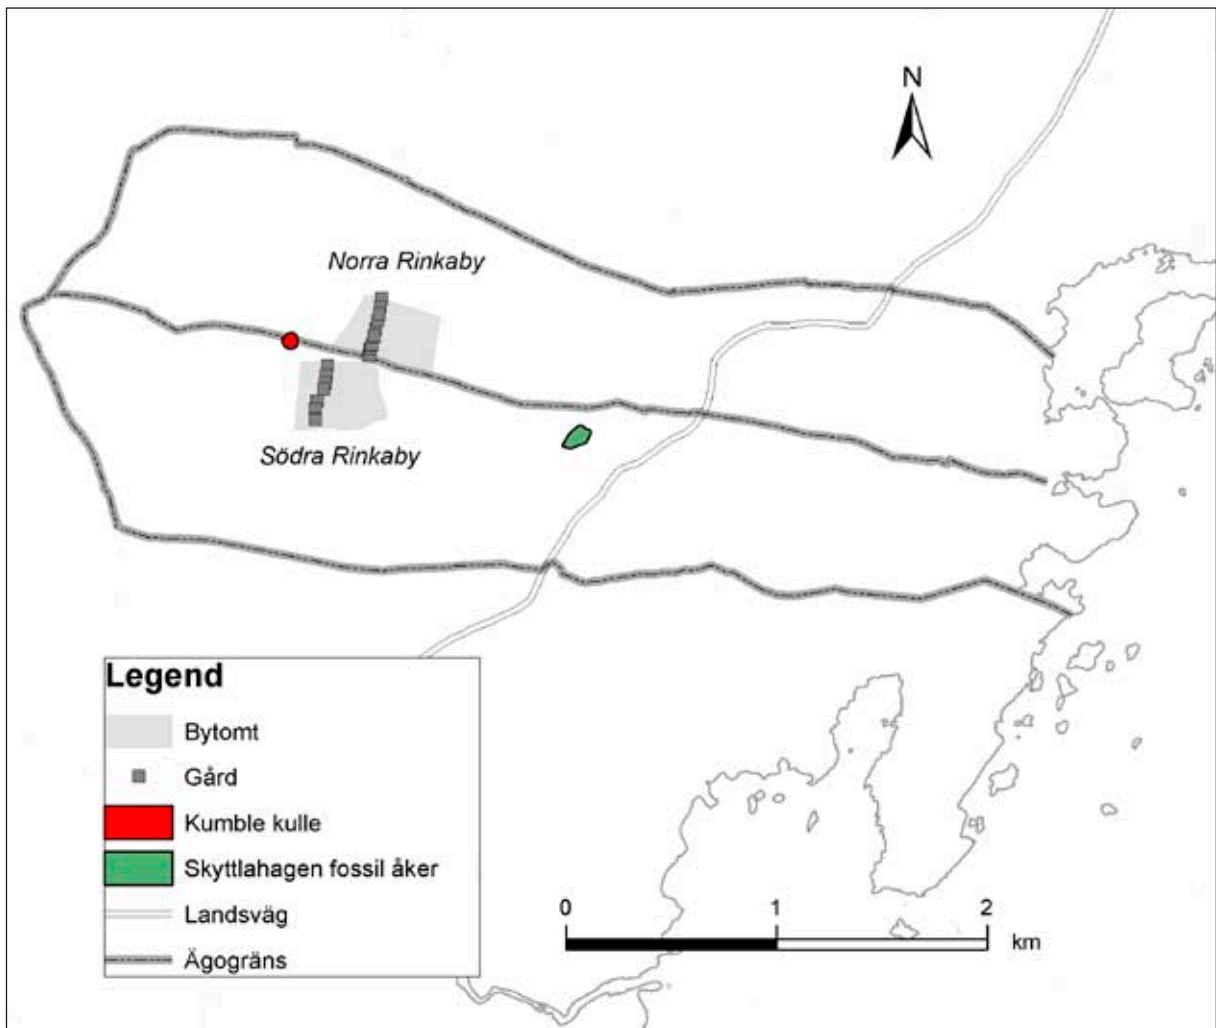 N
Norra Rinkaby
Södra Rinkaby
Legend
Bytomt
Gård
Kumble kulle
Skyttlahagen fossil åker
Landsväg
Ägogräns
0 1 2
km